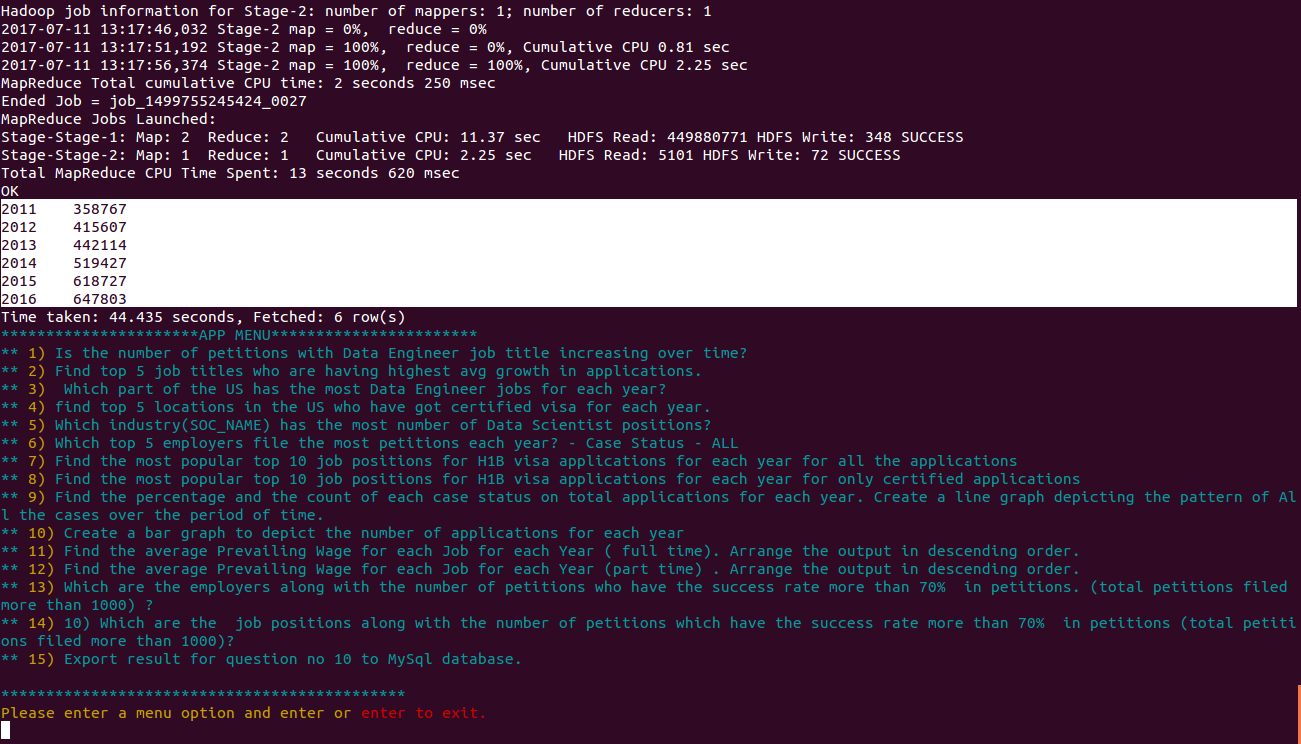 Hadoop job information for Stage-2: number of mappers: 1; number of reducers: 1
2017-07-11 13:17:46,032 Stage-2 map = 0%,  reduce = 0%
2017-07-11 13:17:51,192 Stage-2 map = 100%,  reduce = 0%, Cumulative CPU 0.81 sec
2017-07-11 13:17:56,374 Stage-2 map = 100%,  reduce = 100%, Cumulative CPU 2.25 sec
MapReduce Total cumulative CPU time: 2 seconds 250 msec
Ended Job = job_1499755245424_0027
MapReduce Jobs Launched:
Stage-Stage-1: Map: 2  Reduce: 2   Cumulative CPU: 11.37 sec   HDFS Read: 449880771 HDFS Write: 348 SUCCESS
Stage-Stage-2: Map: 1  Reduce: 1   Cumulative CPU: 2.25 sec   HDFS Read: 5101 HDFS Write: 72 SUCCESS
Total MapReduce CPU Time Spent: 13 seconds 620 msec
OK
2011    358767
2012    415607
2013    442114
2014    519427
2015    618727
2016    647803
Time taken: 44.435 seconds, Fetched: 6 row(s)
**********************APP MENU***********************
** 1) Is the number of petitions with Data Engineer job title increasing over time?
** 2) Find top 5 job titles who are having highest avg growth in applications.
** 3)  Which part of the US has the most Data Engineer jobs for each year?
** 4) find top 5 locations in the US who have got certified visa for each year.
** 5) Which industry(SOC_NAME) has the most number of Data Scientist positions?
** 6) Which top 5 employers file the most petitions each year? - Case Status - ALL
** 7) Find the most popular top 10 job positions for H1B visa applications for each year for all the applications
** 8) Find the most popular top 10 job positions for H1B visa applications for each year for only certified applications
** 9) Find the percentage and the count of each case status on total applications for each year. Create a line graph depicting the pattern of Al
l the cases over the period of time.
** 10) Create a bar graph to depict the number of applications for each year
** 11) Find the average Prevailing Wage for each Job for each Year ( full time). Arrange the output in descending order.
** 12) Find the average Prevailing Wage for each Job for each Year (part time) . Arrange the output in descending order.
** 13) Which are the employers along with the number of petitions who have the success rate more than 70%  in petitions. (total petitions filed
more than 1000) ?
** 14) 10) Which are the  job positions along with the number of petitions which have the success rate more than 70%  in petitions (total petiti
ons filed more than 1000)?
** 15) Export result for question no 10 to MySql database.
*********************************************
Please enter a menu option and enter or enter to exit.